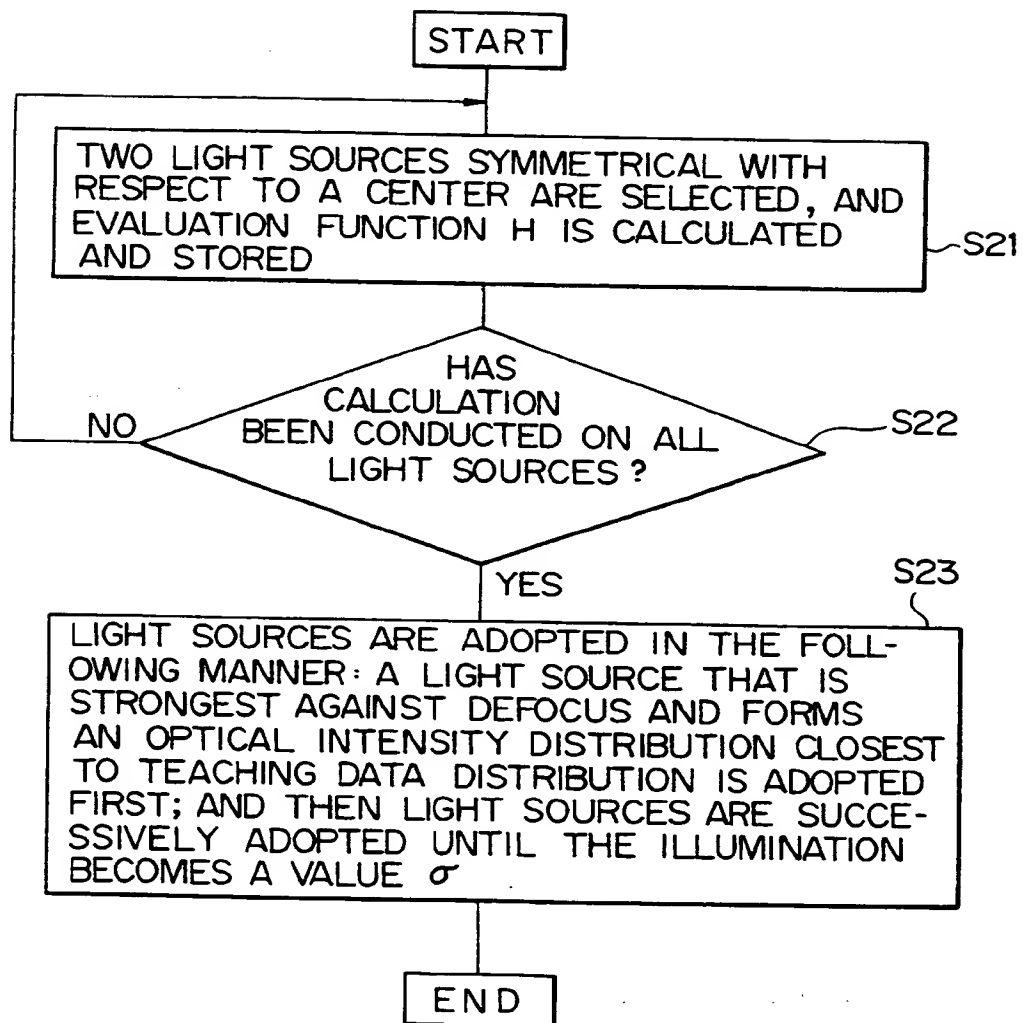 START
TWO LIGHT SOURCES SYMMETRICAL WITH
RESPECT TO A CENTER ARE SELECTED, AND
EVALUATION FUNCTION H IS CALCULATED
AND STORED
S21
HAS
CALCULATION
BEEN CONDUCTED ON ALL
LIGHT SOURCES?
S22
NO
YES
S23
LIGHT SOURCES ARE ADOPTED IN THE FOLL-
OWING MANNER: A LIGHT SOURCE THAT IS
STRONGEST AGAINST DEFOCUS AND FORMS
AN OPTICAL INTENSITY DISTRIBUTION CLOSEST
TO TEACHING DATA DISTRIBUTION IS ADOPTED
FIRST; AND THEN LIGHT SOURCES ARE SUCCE-
SSIVELY ADOPTED UNTIL THE ILLUMINATION
BECOMES A VALUE σ
END